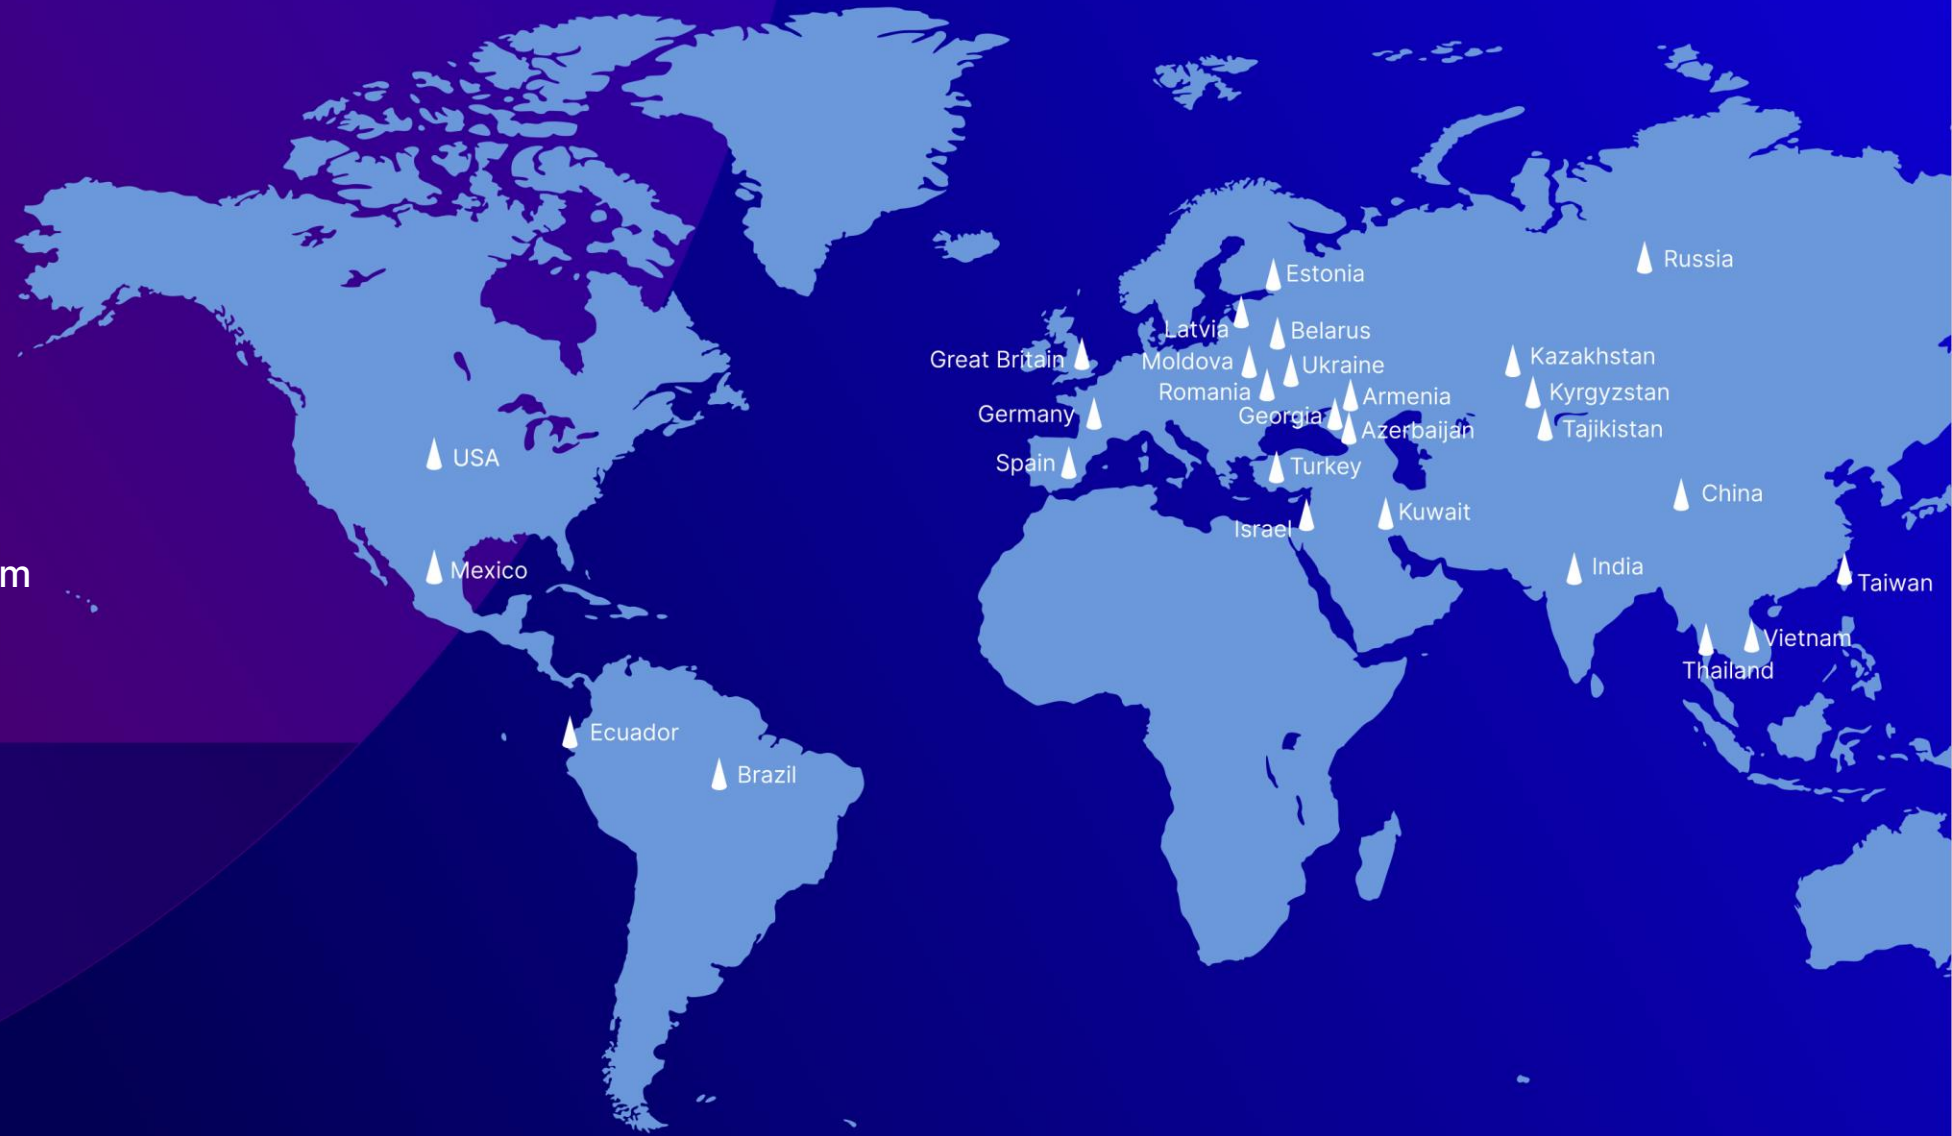 Russia
Estonia
Latvia
Belarus
Great Britain
Moldova
Ukraine
Kazakhstan
Romania
Armenia
Kyrgyzstan
Germany
Georgia
Azerbaijan
Tajikistan
USA
Spain
Turkey
China
Israel
Kuwait
m
Mexico
India
Taiwan
Vietnam
Thailand
Ecuador
Brazil